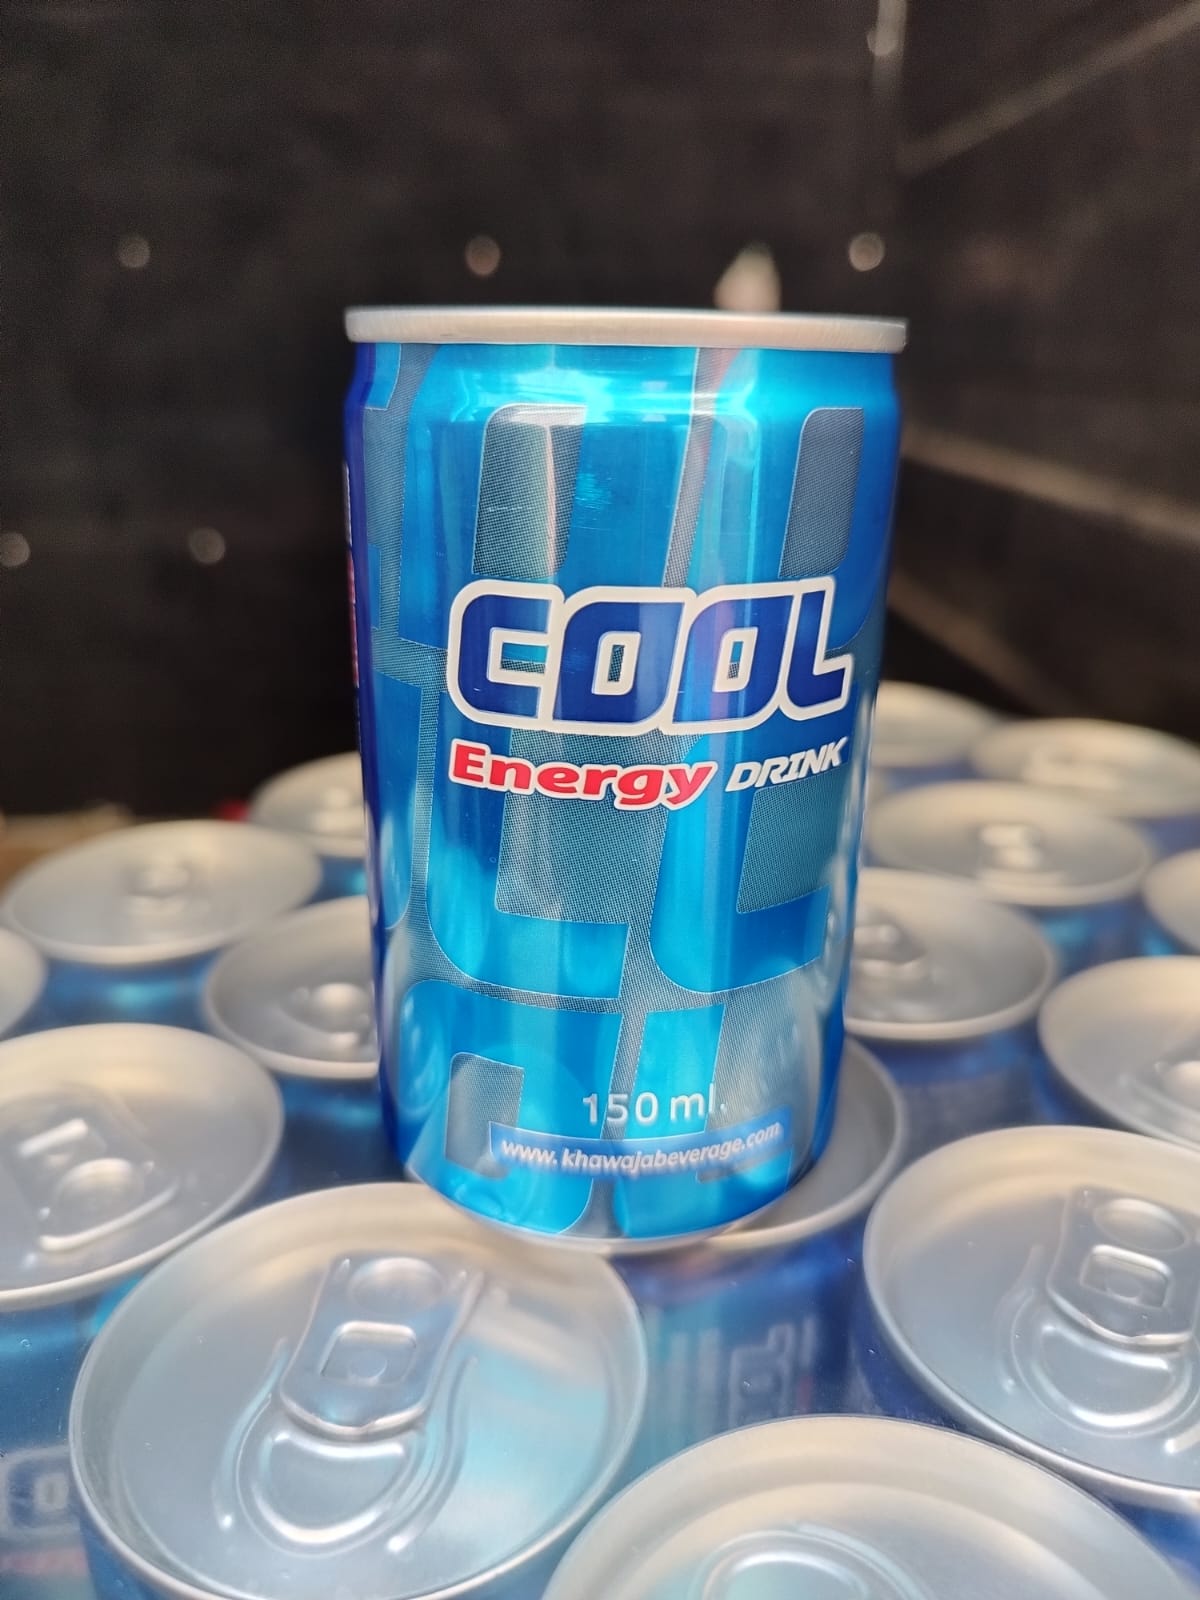 COOL
Energy DRINK
150 ml.
www.khawajabeverage.com